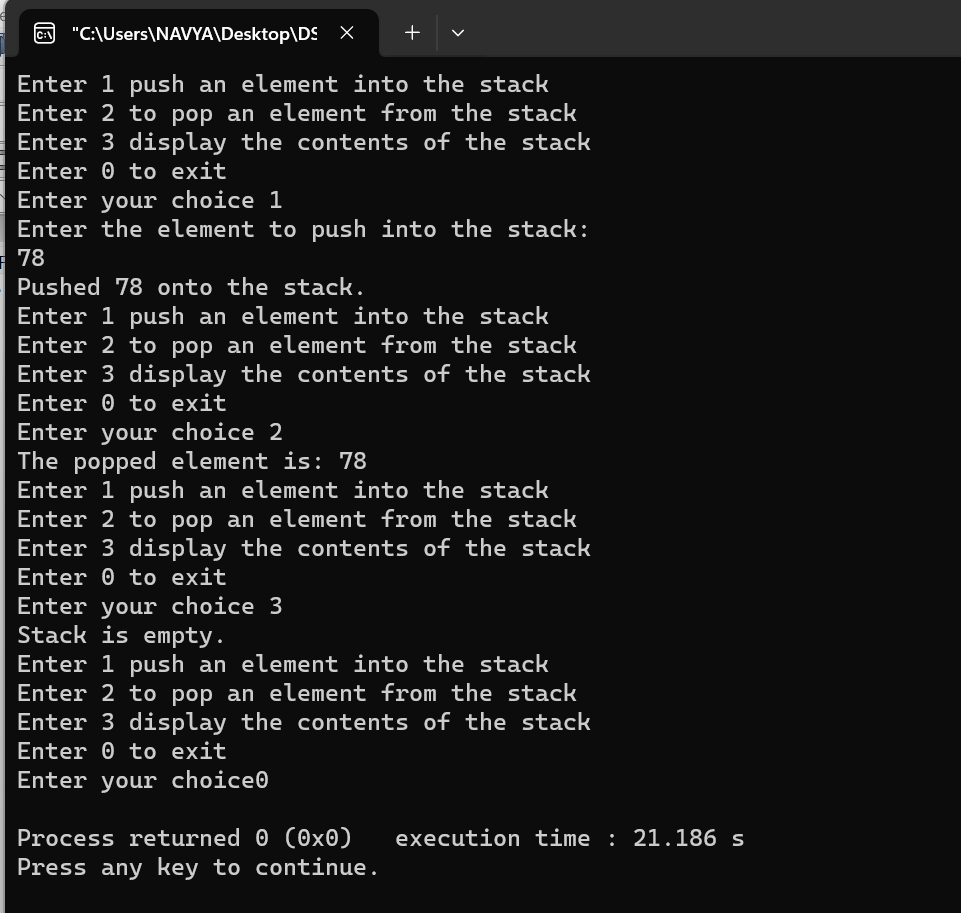 "C:\Users\NAVYA\Desktop\DS
Enter 1 push an element into the stack
Enter 2 to pop an element from the stack
Enter 3 display the contents of the stack
Enter 0 to exit
Enter your choice 1
Enter the element to push into the stack:
78
Pushed 78 onto the stack.
Enter 1 push an element into the stack
Enter 2 to pop an element from the stack
Enter 3 display the contents of the stack
Enter 0 to exit
Enter your choice 2
The popped element is: 78
Enter 1 push an element into the stack
Enter 2 to pop an element from the stack
Enter 3 display the contents of the stack
Enter 0 to exit
Enter your choice 3
Stack is empty.
Enter 1 push an element into the stack
Enter 2 to pop an element from the stack
Enter 3 display the contents of the stack
Enter 0 to exit
Enter your choice0
Process returned 0 (0x0)   execution time : 21.186 s
Press any key to continue.